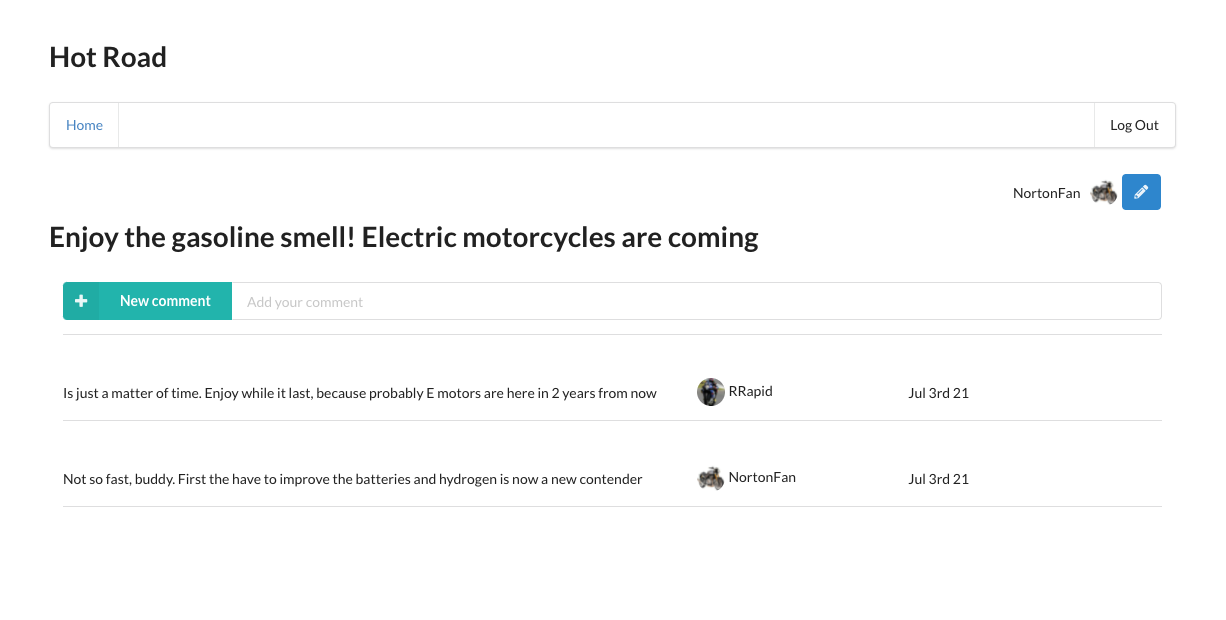 Hot Road
Home Log Out
NortonFan
Enjoy the gasoline smell! Electric motorcycles are coming
New comment Add your comment
Is just a matter of time. Enjoy while it last, because probably E motors are here in 2 years from now RRapid Jul 3rd 21
Not so fast, buddy. First the have to improve the batteries and hydrogen is now a new contender NortonFan Jul 3rd 21